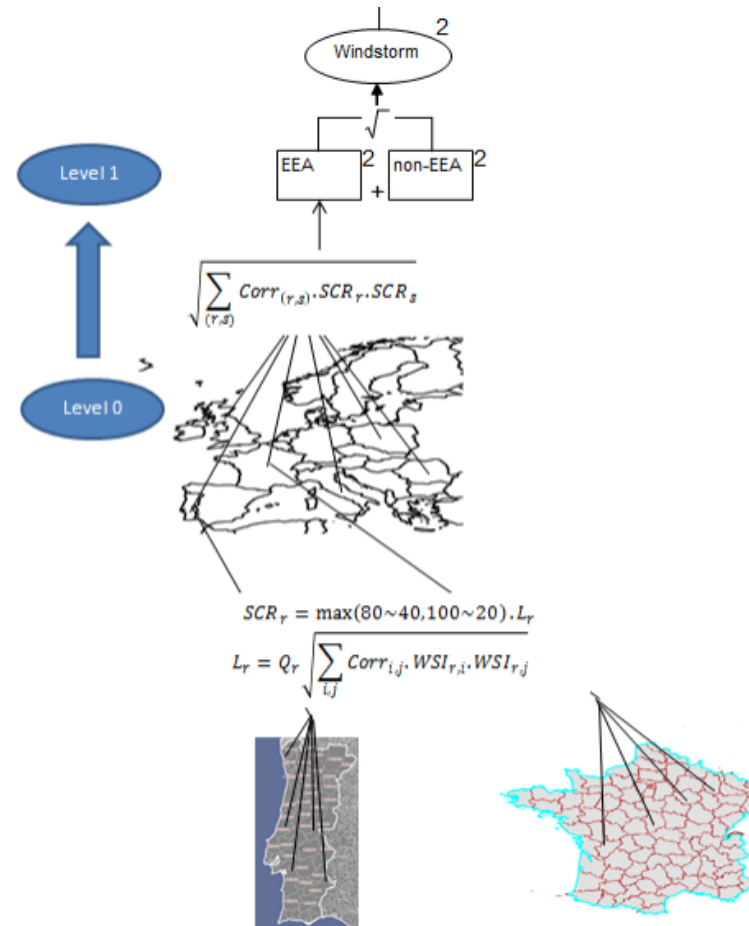 2
Windstorm
√
EEA 2 non-EEA 2
+
Level 1
√∑(r,s) Corr(r,s).SCRr.SCRs
Level 0
SCRr = max(80~40,100~20).Lr
Lr = Qr √∑i,j Corri,j.WSIr,i.WSIr,j